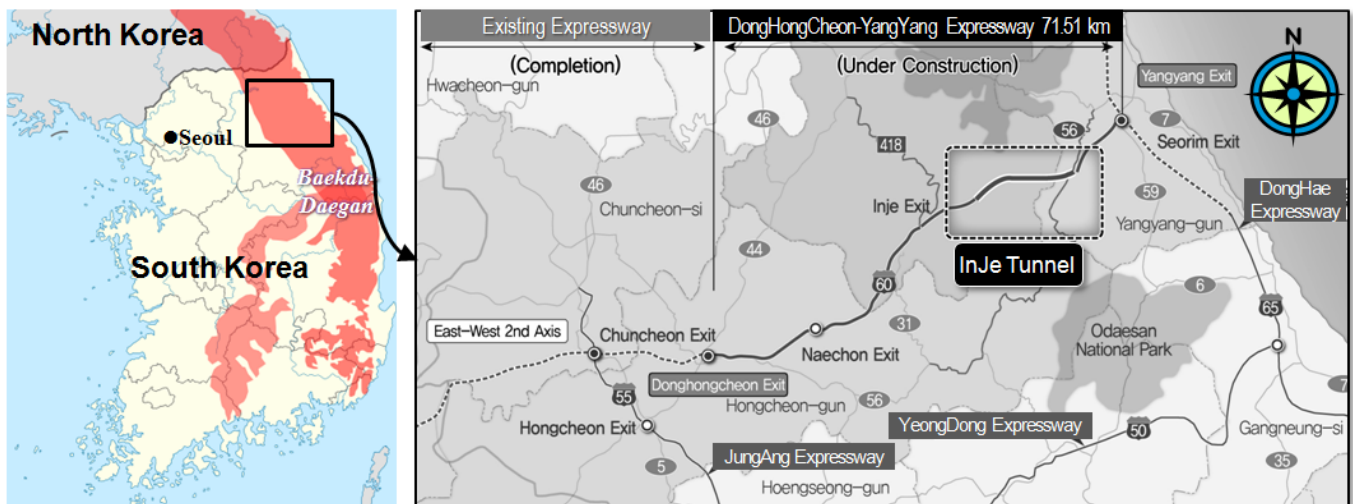 North Korea
Seoul
Baekdu-
Daegan
South Korea
Existing Expressway
DongHongCheon-YangYang Expressway 71.51 km
(Completion)
(Under Construction)
Hwacheon-gun
Yangyang Exit
N
46
56
7
Seorim Exit
418
46
Chuncheon-si
Inje Exit
59
Yangyang-gun
DongHae
Expressway
44
InJe Tunnel
60
6
65
31
Odaesan
National Park
East-West 2nd Axis
Chuncheon Exit
Naechon Exit
Donghongcheon Exit
7
55
Hongcheon-gun
56
Hongcheon Exit
YeongDong Expressway
50
Gangneung-si
5
JungAng Expressway
35
Hoengseong-gun